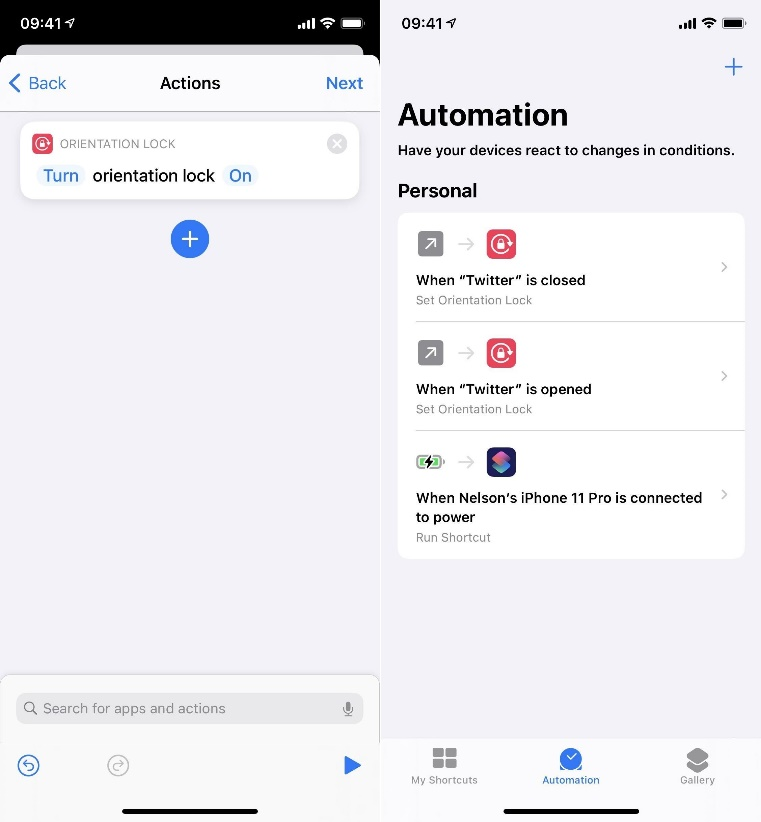 09:41
Back
Actions
Next
ORIENTATION LOCK
Turn orientation lock On
Search for apps and actions
09:41
Automation
Have your devices react to changes in conditions.
Personal
When “Twitter” is closed
Set Orientation Lock
When “Twitter” is opened
Set Orientation Lock
When Nelson’s iPhone 11 Pro is connected
to power
Run Shortcut
My Shortcuts
Automation
Gallery